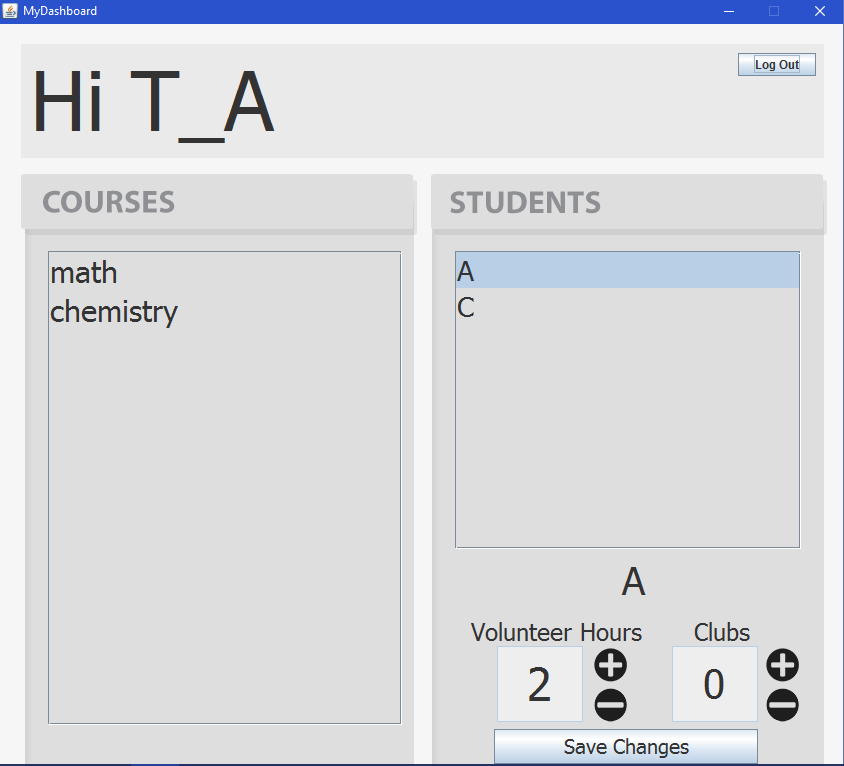 MyDashboard
Log Out
Hi T_A
COURSES
math
chemistry
STUDENTS
A
C
A
Volunteer Hours
Clubs
2
0
Save Changes